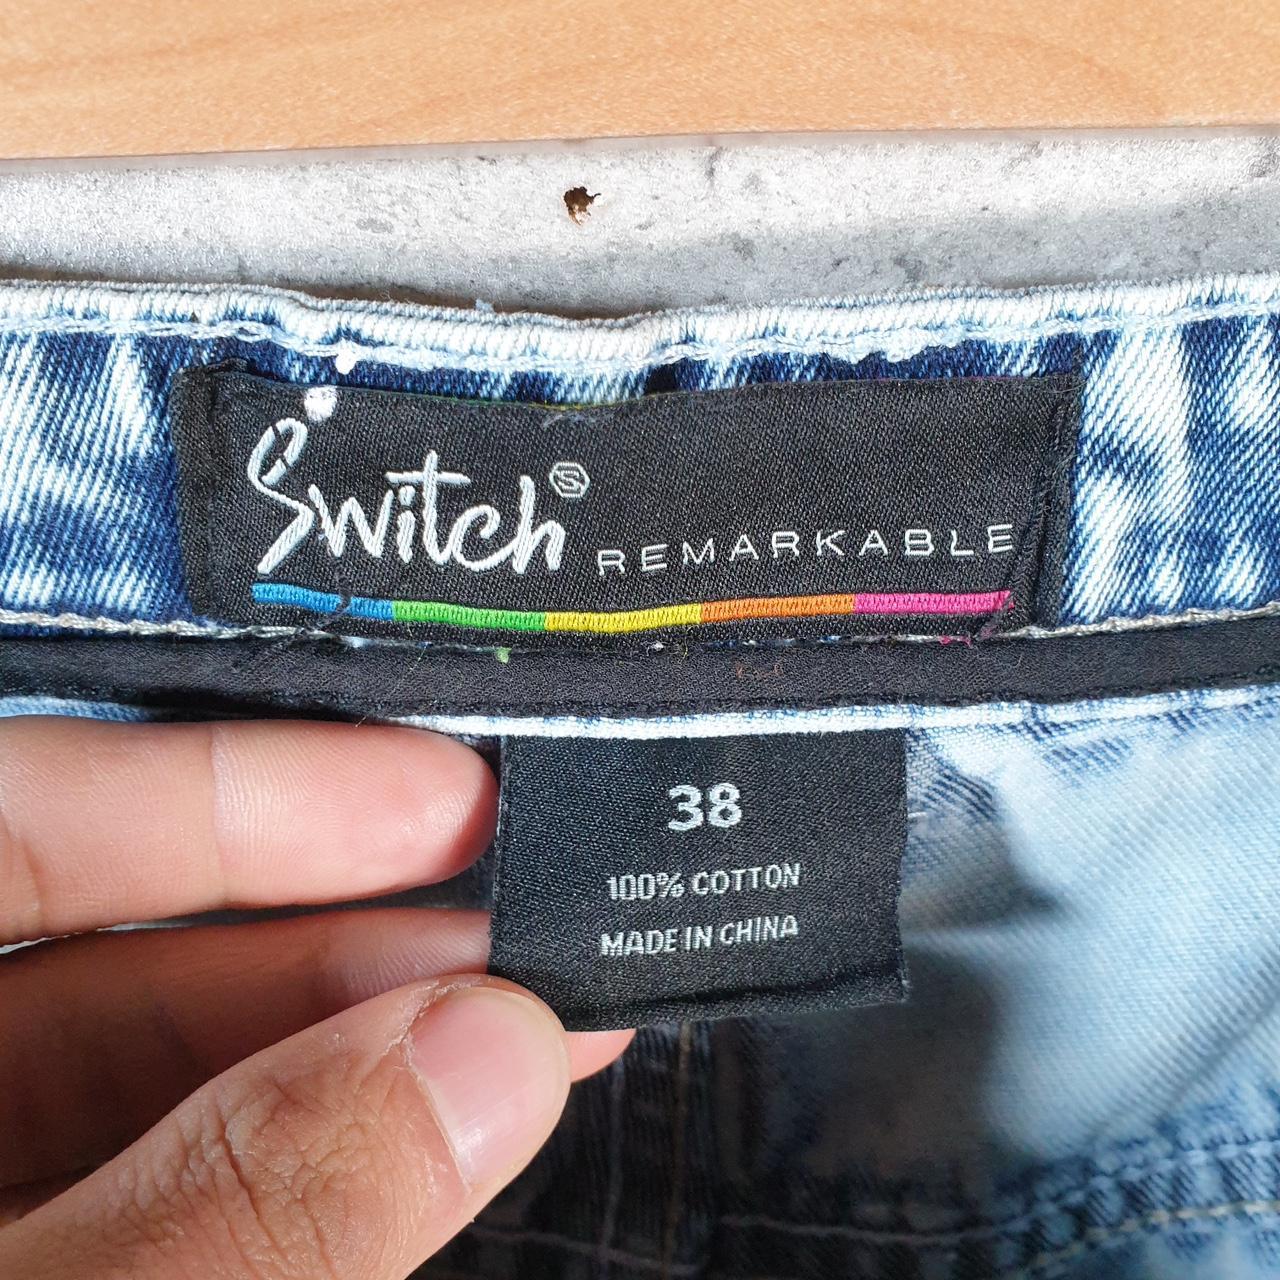 Switch Ⓢ REMARKABLE
38
100% COTTON
MADE IN CHINA